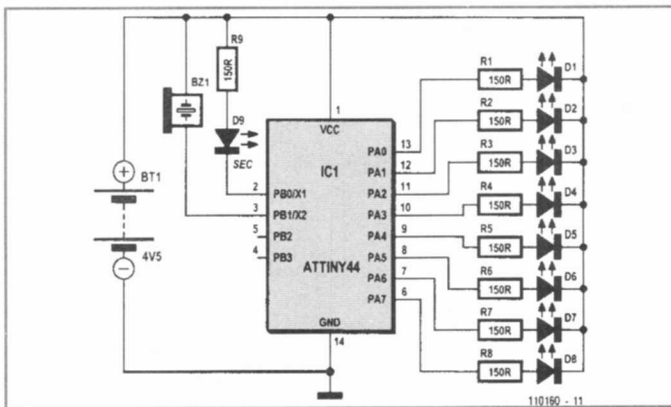 R9
150R
BZ1
D9
SEC
1
VCC
IC1
ATTINY44
GND
14
2
PB0/X1
3
PB1/X2
5
PB2
4
PB3
BT1
4V5
PA0
13
PA1
12
PA2
11
PA3
10
PA4
9
PA5
8
PA6
7
PA7
6
R1
150R
D1
R2
150R
D2
R3
150R
D3
R4
150R
D4
R5
150R
D5
R6
150R
D6
R7
150R
D7
R8
150R
D8
110160 - 11